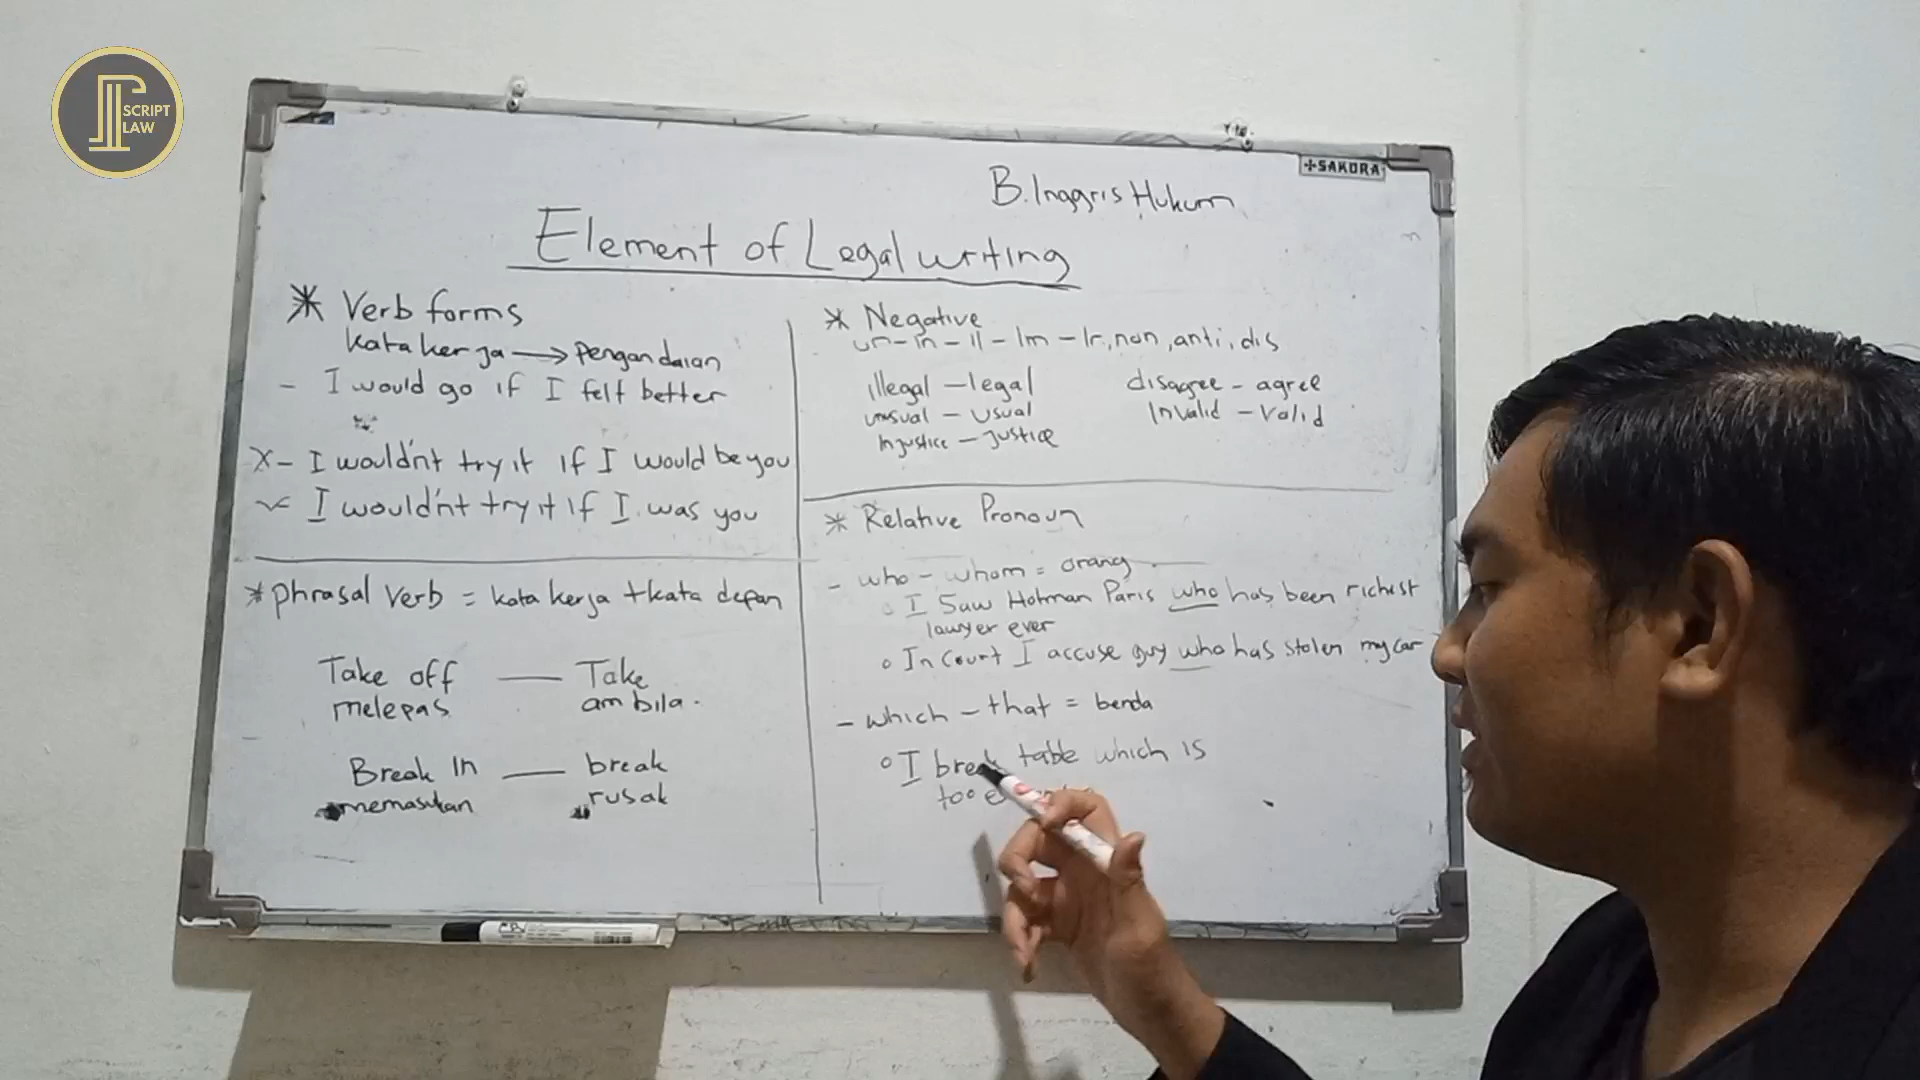 SCRIPT
LAW
+SAKURA
B. Inggris Hukum
Element of Legal writing
* Verb forms
kata kerja → pengandaian
- I would go if I felt better
X - I would'nt try it if I would be you
I would'nt try it if I was you
* phrasal verb = kata kerja + kata depan
Take off — Take
melepas ambila.
Break In — break
memasukan rusak
* Negative
un - in - il - Im - Ir, non, anti, dis
illegal - legal
unusual - usual
Injustice - justice
disagree - agree
Invalid - Valid
* Relative Pronoun
- who - whom = orang
I Saw Hotman Paris who has been richest
lawyer ever
In court I accuse guy who has stolen my car
- which - that = benda
I break table which is
too